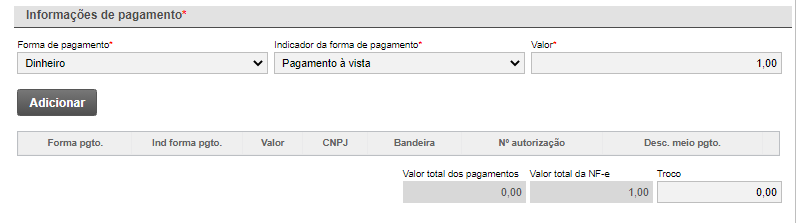 Informações de pagamento*
Forma de pagamento* Indicador da forma de pagamento* Valor*
Dinheiro Pagamento à vista 1,00
Adicionar
Forma pgto. Ind forma pgto. Valor CNPJ Bandeira Nº autorização Desc. meio pgto.
Valor total dos pagamentos Valor total da NF-e Troco
0,00 1,00 0,00